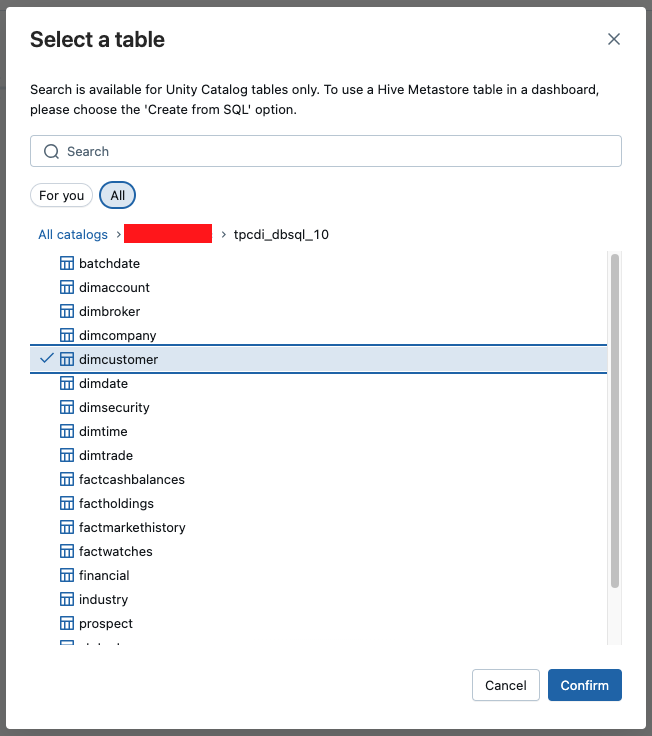 Select a table
Search is available for Unity Catalog tables only. To use a Hive Metastore table in a dashboard,
please choose the 'Create from SQL' option.
Search
For you All
All catalogs > > tpcdi_dbsql_10
batchdate
dimaccount
dimbroker
dimcompany
dimcustomer
dimdate
dimsecurity
dimtime
dimtrade
factcashbalances
factholdings
factmarkethistory
factwatches
financial
industry
prospect
Cancel Confirm